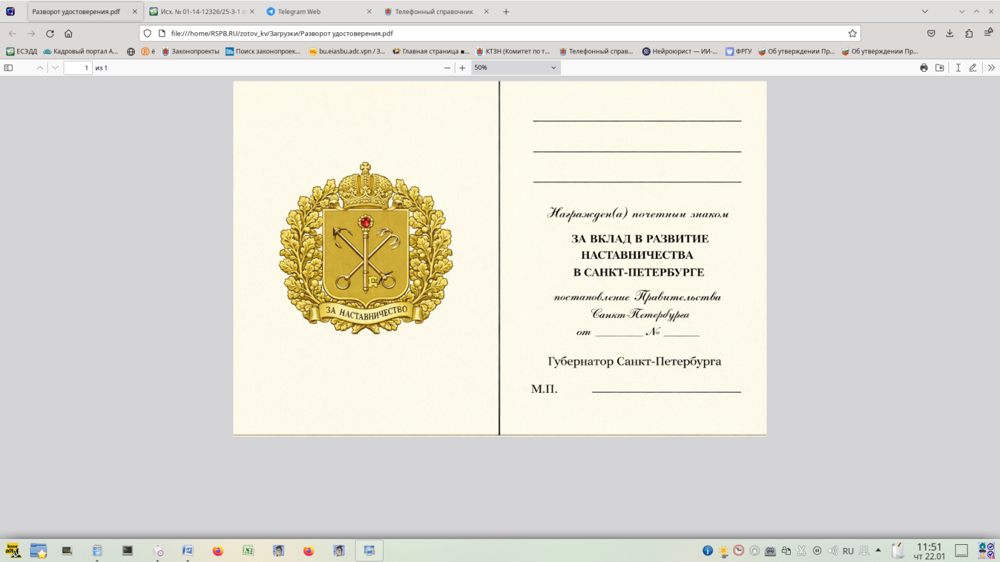 Разворот удостоверения.pdf
Исх. № 01-14-12326/25-3-1 о
Telegram Web
Телефонный справочник
file:///home/RSPB.RU/zotov_kv/Загрузки/Разворот удостоверения.pdf
ЕСЭДД
Кадровый портал А...
ё
Законопроекты
Поиск законопроек...
bu.eiasbu.adc.vpn / З...
Главная страница ■...
КТЗН (Комитет по т...
Телефонный справ...
Нейроюрист — ИИ-...
ФРГУ
Об утверждении Пр...
Об утверждении Пр...
1 из 1
50%
ЗА НАСТАВНИЧЕСТВО
Награжден(а) почетным знаком
ЗА ВКЛАД В РАЗВИТИЕ
НАСТАВНИЧЕСТВА
В САНКТ-ПЕТЕРБУРГЕ
постановление Правительства
Санкт-Петербурга
от _________ № _______
Губернатор Санкт-Петербурга
М.П.
base
alt
RU
11:51
чт 22.01